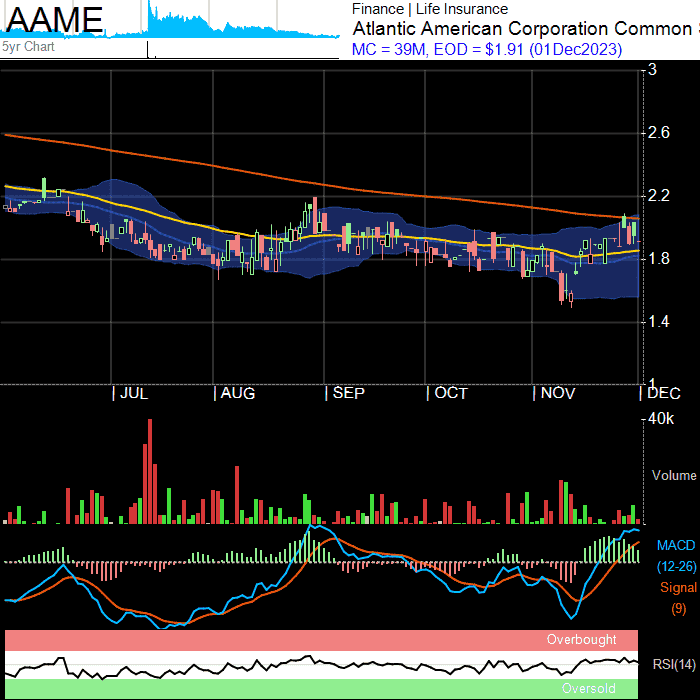 AAME
5yr Chart
Finance | Life Insurance
Atlantic American Corporation Common
MC = 39M, EOD = $1.91 (01Dec2023)
3
2.6
2.2
1.8
1.4
1
JUL AUG SEP OCT NOV DEC
40k
Volume
MACD
(12-26)
Signal
(9)
Overbought
RSI(14)
Oversold